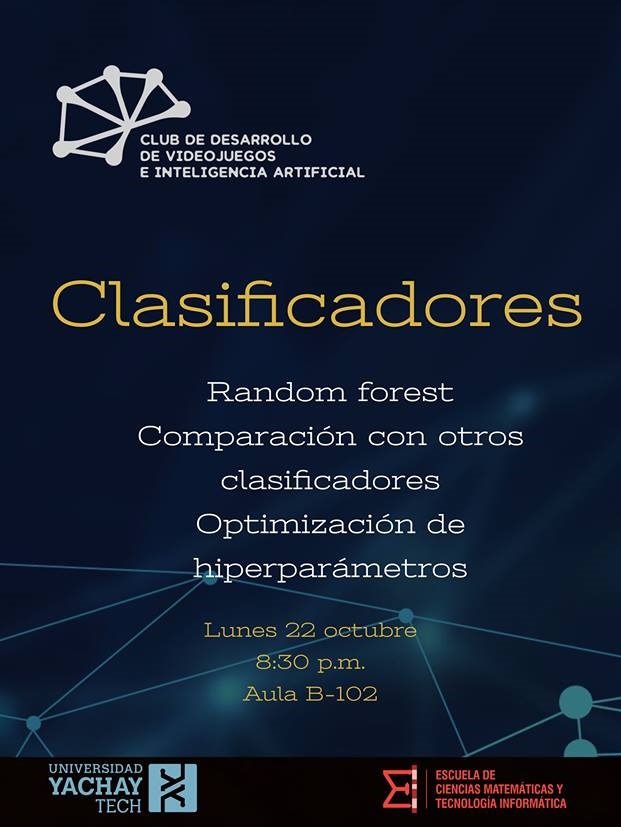 CLUB DE DESARROLLO
DE VIDEOJUEGOS
E INTELIGENCIA ARTIFICIAL
Clasificadores
Random forest
Comparación con otros
clasificadores
Optimización de
hiperparámetros
Lunes 22 octubre
8:30 p.m.
Aula B-102
UNIVERSIDAD
YACHAY
TECH
ESCUELA DE
CIENCIAS MATEMÁTICAS Y
TECNOLOGÍA INFORMÁTICA